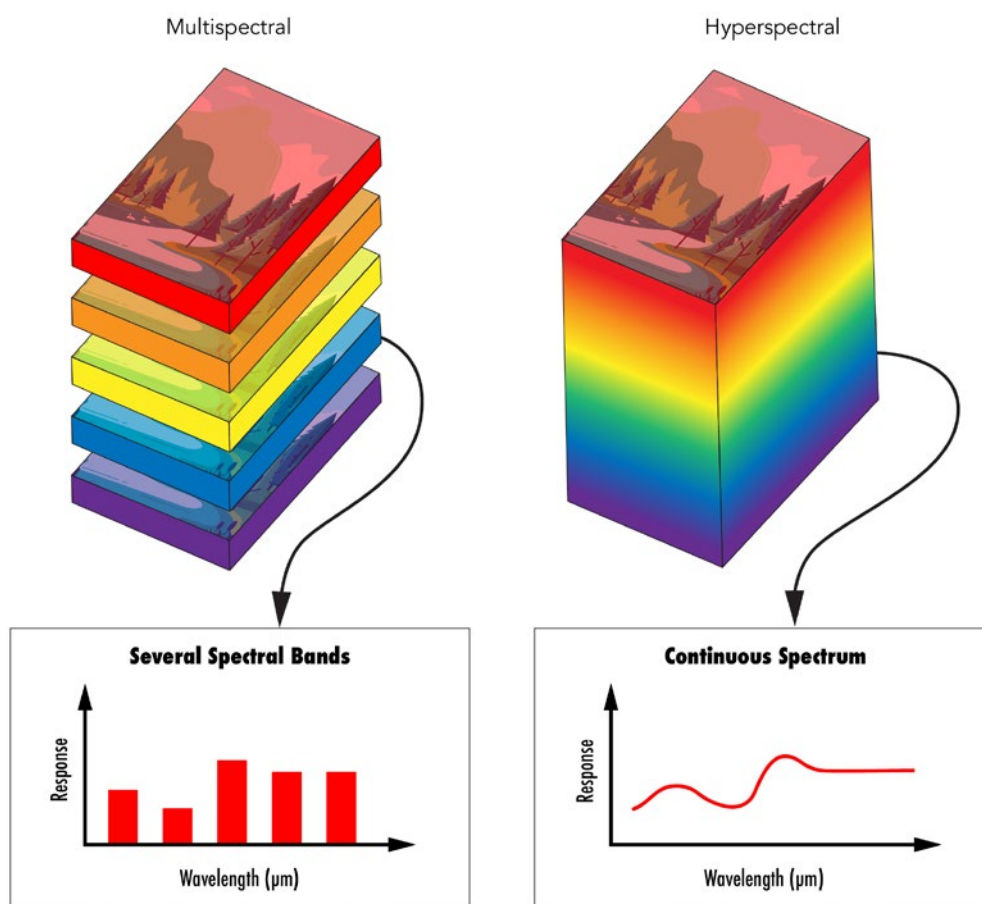 Multispectral
Hyperspectral
Several Spectral Bands
Response
Wavelength (μm)
Continuous Spectrum
Response
Wavelength (μm)